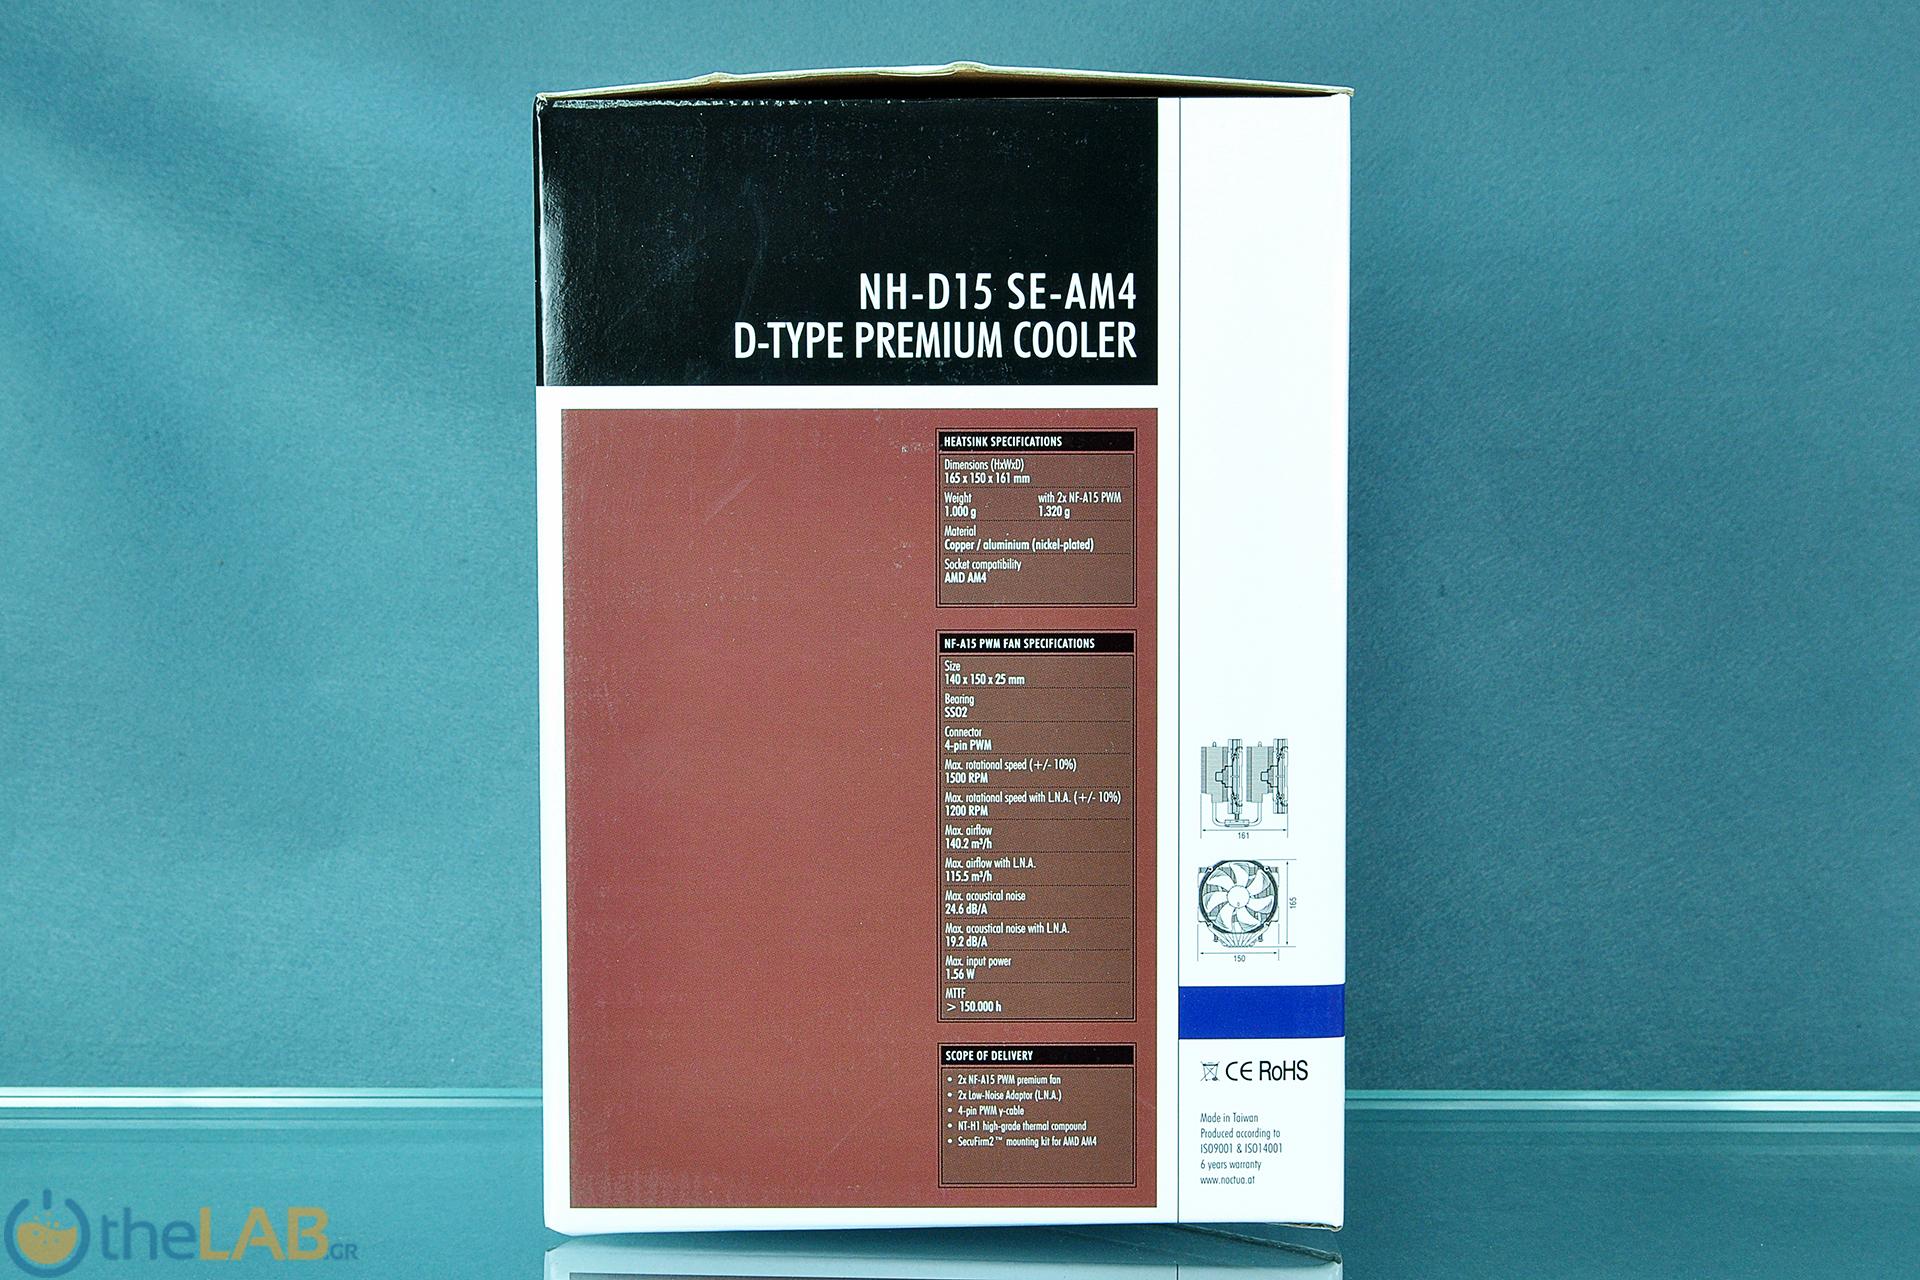 NH-D15 SE-AM4
D-TYPE PREMIUM COOLER
HEATSINK SPECIFICATIONS
Dimensions (HxWxD)
165 x 150 x 161 mm
Weight with 2x NF-A15 PWM
1.000 g 1.320 g
Material
Copper / aluminium (nickel-plated)
Socket compatibility
AMD AM4
NF-A15 PWM FAN SPECIFICATIONS
Size
140 x 150 x 25 mm
Bearing
SSO2
Connector
4-pin PWM
Max. rotational speed (+/- 10%)
1500 RPM
Max. rotational speed with L.N.A. (+/- 10%)
1200 RPM
Max. airflow
140.2 m³/h
Max. airflow with L.N.A.
115.5 m³/h
Max. acoustical noise
24.6 dB/A
Max. acoustical noise with L.N.A.
19.2 dB/A
Max. input power
1.56 W
MTTF
> 150.000 h
SCOPE OF DELIVERY
• 2x NF-A15 PWM premium fan
• 2x Low-Noise Adaptor (L.N.A.)
• 4-pin PWM y-cable
• NT-H1 high-grade thermal compound
• SecuFirm2™ mounting kit for AMD AM4
161
165
150
CE RoHS
Made in Taiwan
Produced according to
ISO9001 & ISO14001
6 years warranty
www.noctua.at
theLAB.GR